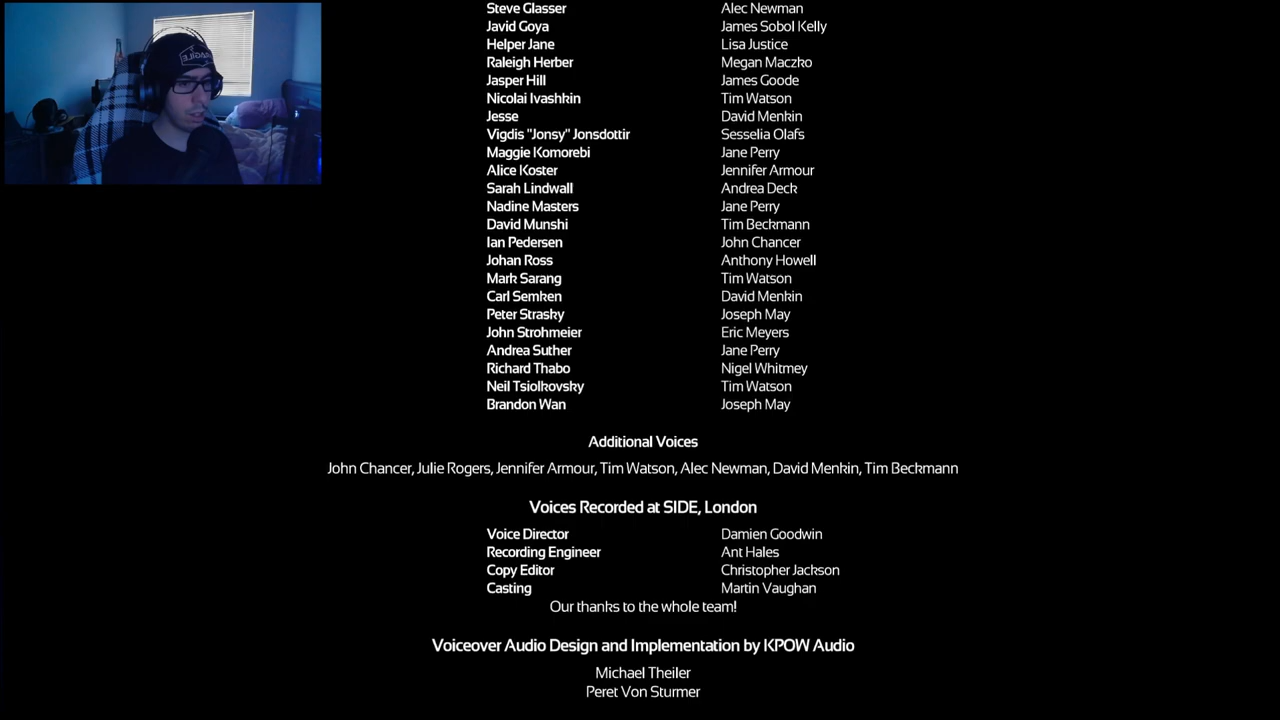 Steve Glasser Alec Newman
Javid Goya James Sobol Kelly
Helter Jane Lisa Justice
Raleigh Herber Megan Maczko
Jasper Hill James Goode
Nicolai Ivashkin Tim Watson
Jesse David Menkin
Vigdis "Jonsy" Jonsdottir Sesselia Olafs
Maggie Komorebi Jane Perry
Alice Koster Jennifer Armour
Sarah Lindwall Andrea Deck
Nadine Masters Jane Perry
David Munshi Tim Beckmann
Ian Pedersen John Chancer
Johan Ross Anthony Howell
Mark Sarang Tim Watson
Carl Semken David Menkin
Peter Strasky Joseph May
John Strohmeier Eric Meyers
Andrea Suther Jane Perry
Richard Thabo Nigel Whitmey
Neil Tsiolkovsky Tim Watson
Brandon Wan Joseph May
Additional Voices
John Chancer, Julie Rogers, Jennifer Armour, Tim Watson, Alec Newman, David Menkin, Tim Beckmann
Voices Recorded at SIDE, London
Voice Director Damien Goodwin
Recording Engineer Ant Hales
Copy Editor Christopher Jackson
Casting Martin Vaughan
Our thanks to the whole team!
Voiceover Audio Design and Implementation by KPOW Audio
Michael Theiler
Peret Von Sturmer